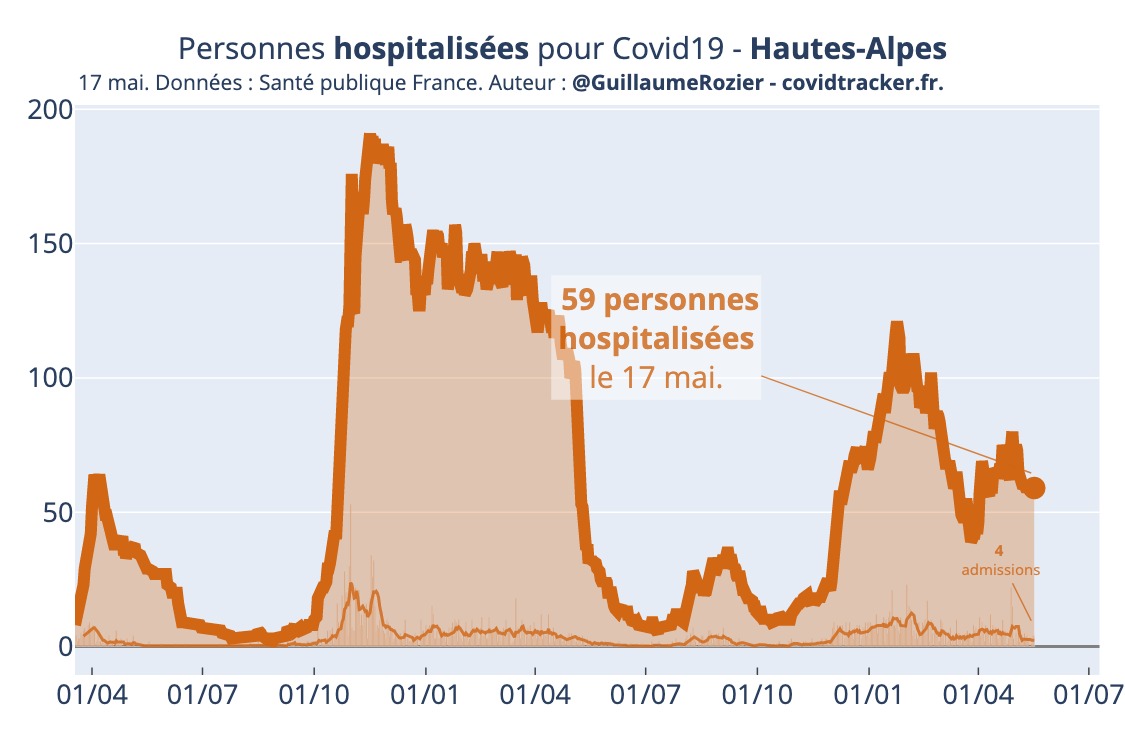 Personnes hospitalisées pour Covid19 - Hautes-Alpes
17 mai. Données : Santé publique France. Auteur : @GuillaumeRozier - covidtracker.fr.
200
150
100
50
0
59 personnes
hospitalisées
le 17 mai.
4
admissions
01/04 01/07 01/10 01/01 01/04 01/07 01/10 01/01 01/04 01/07